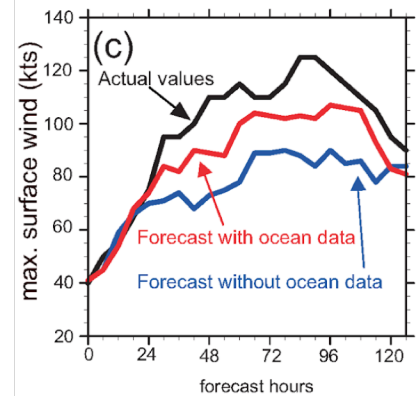 (c)
max. surface wind (kts)
140
120
100
80
60
40
20
Actual values
Forecast with ocean data
Forecast without ocean data
0
24
48
72
96
120
forecast hours